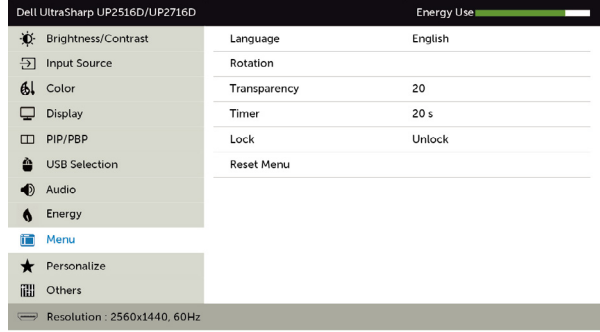 Dell UltraSharp UP2516D/UP2716D Energy Use
Brightness/Contrast Language English
Input Source Rotation
Color Transparency 20
Display Timer 20 s
PIP/PBP Lock Unlock
USB Selection Reset Menu
Audio
Energy
Menu
Personalize
Others
Resolution : 2560x1440, 60Hz